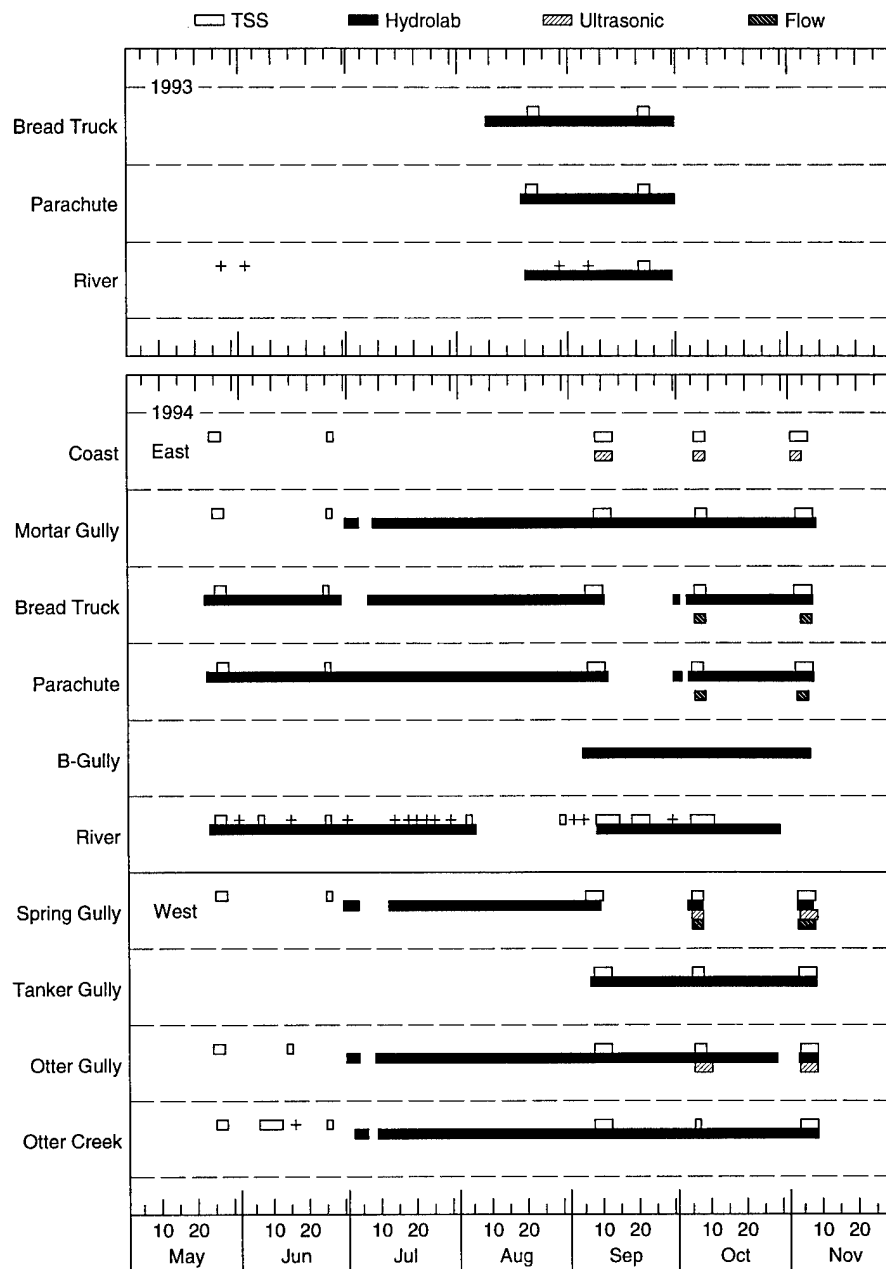 TSS Hydrolab Ultrasonic Flow
1993
Bread Truck
Parachute
River
1994
Coast East
Mortar Gully
Bread Truck
Parachute
B-Gully
River
Spring Gully West
Tanker Gully
Otter Gully
Otter Creek
10 20 10 20 10 20 10 20 10 20 10 20 10 20
May Jun Jul Aug Sep Oct Nov